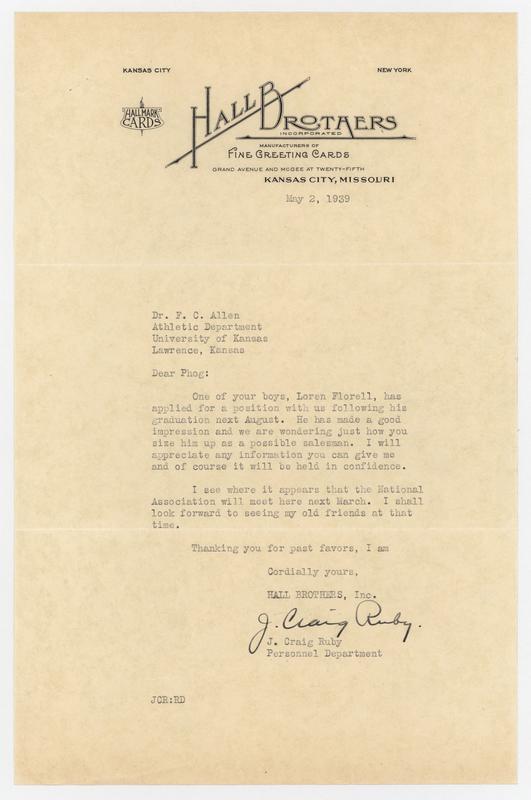 KANSAS CITY
NEW YORK
HALLMARK
CARDS
HALL BROTHERS
INCORPORATED
MANUFACTURERS OF
FINE GREETING CARDS
GRAND AVENUE AND MCGEE AT TWENTY-FIFTH
KANSAS CITY, MISSOURI
May 2, 1939
Dr. F. C. Allen
Athletic Department
University of Kansas
Lawrence, Kansas
Dear Phog:
One of your boys, Loren Florell, has
applied for a position with us following his
graduation next August. He has made a good
impression and we are wondering just how you
size him up as a possible salesman. I will
appreciate any information you can give me
and of course it will be held in confidence.
I see where it appears that the National
Association will meet here next March. I shall
look forward to seeing my old friends at that
time.
Thanking you for past favors, I am
Cordially yours,
HALL BROTHERS, Inc.
J. Craig Ruby.
J. Craig Ruby
Personnel Department
JCR:RD